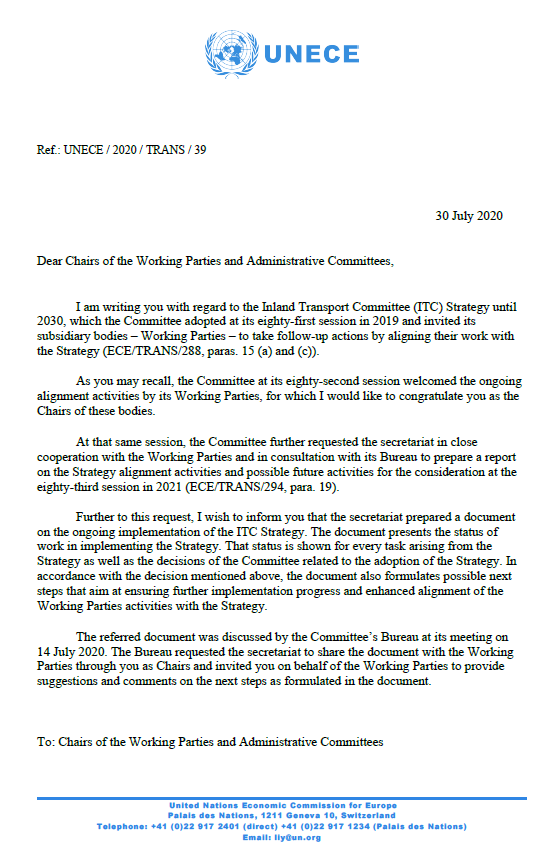 UNECE
Ref.: UNECE / 2020 / TRANS / 39
30 July 2020
Dear Chairs of the Working Parties and Administrative Committees,
I am writing you with regard to the Inland Transport Committee (ITC) Strategy until
2030, which the Committee adopted at its eighty-first session in 2019 and invited its
subsidiary bodies – Working Parties – to take follow-up actions by aligning their work with
the Strategy (ECE/TRANS/288, paras. 15 (a) and (c)).
As you may recall, the Committee at its eighty-second session welcomed the ongoing
alignment activities by its Working Parties, for which I would like to congratulate you as the
Chairs of these bodies.
At that same session, the Committee further requested the secretariat in close
cooperation with the Working Parties and in consultation with its Bureau to prepare a report
on the Strategy alignment activities and possible future activities for the consideration at the
eighty-third session in 2021 (ECE/TRANS/294, para. 19).
Further to this request, I wish to inform you that the secretariat prepared a document
on the ongoing implementation of the ITC Strategy. The document presents the status of
work in implementing the Strategy. That status is shown for every task arising from the
Strategy as well as the decisions of the Committee related to the adoption of the Strategy. In
accordance with the decision mentioned above, the document also formulates possible next
steps that aim at ensuring further implementation progress and enhanced alignment of the
Working Parties activities with the Strategy.
The referred document was discussed by the Committee's Bureau at its meeting on
14 July 2020. The Bureau requested the secretariat to share the document with the Working
Parties through you as Chairs and invited you on behalf of the Working Parties to provide
suggestions and comments on the next steps as formulated in the document.
To: Chairs of the Working Parties and Administrative Committees
United Nations Economic Commission for Europe
Palais des Nations, 1211 Geneva 10, Switzerland
Telephone: +41 (0)22 917 2401 (direct) +41 (0)22 917 1234 (Palais des Nations)
Email: liy@un.org